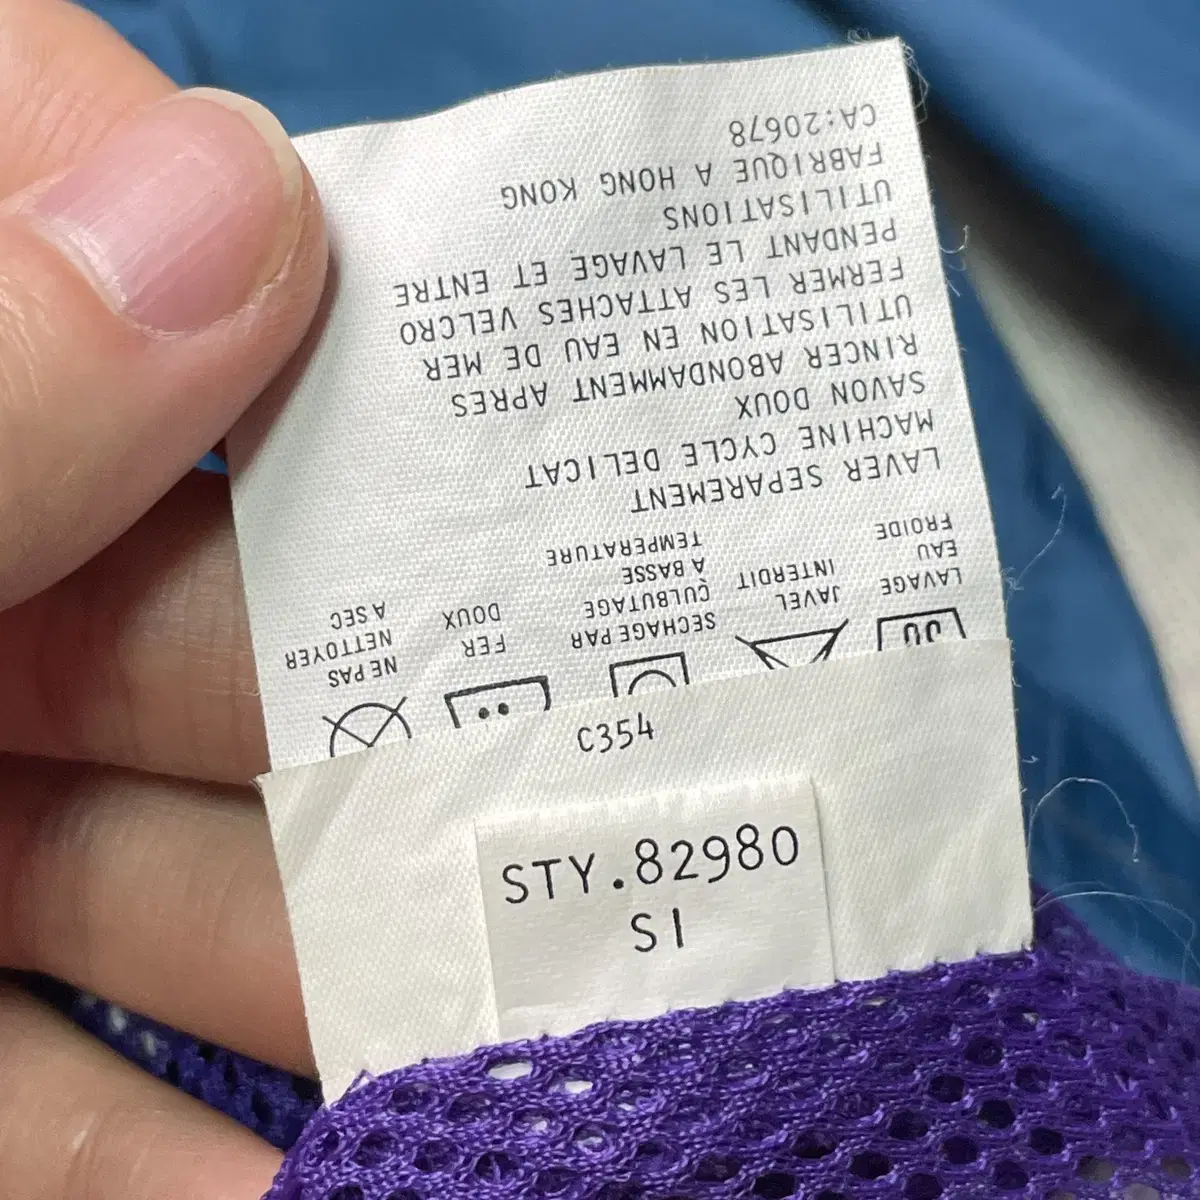 LAVAGE
EAU
FROIDE
JAVEL
INTERDIT
SECHAGE PAR
CULBUTAGE
A BASSE
TEMPERATURE
FER
DOUX
NE PAS
NETTOYER
A SEC
LAVER SEPAREMENT
MACHINE CYCLE DELICAT
SAVON DOUX
RINCER ABONDAMMENT APRES
UTILISATION EN EAU DE MER
FERMER LES ATTACHES VELCRO
PENDANT LE LAVAGE ET ENTRE
UTILISATIONS
FABRIQUE A HONG KONG
CA:20678
C354
STY.82980
SI